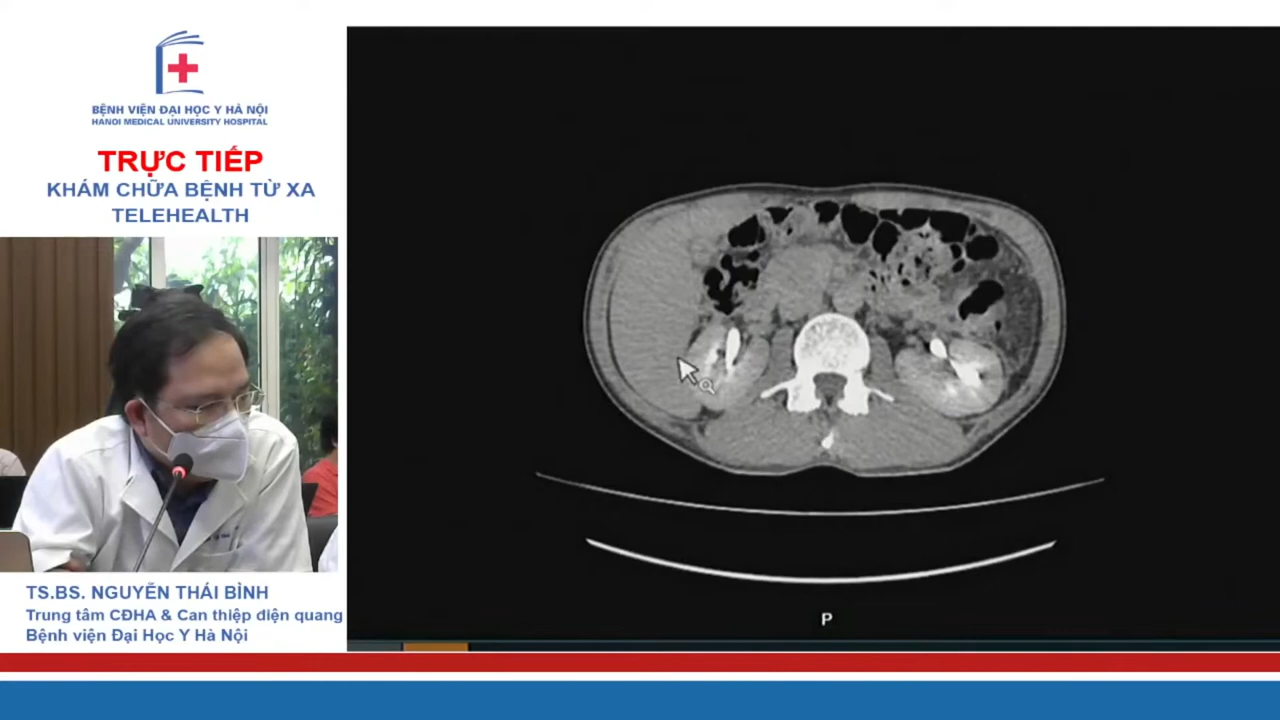 BỆNH VIỆN ĐẠI HỌC Y HÀ NỘI
HANOI MEDICAL UNIVERSITY HOSPITAL
TRỰC TIẾP
KHÁM CHỮA BỆNH TỪ XA
TELEHEALTH
TS.BS. NGUYỄN THÁI BÌNH
Trung tâm CĐHA & Can thiệp điện quang
Bệnh viện Đại Học Y Hà Nội
P